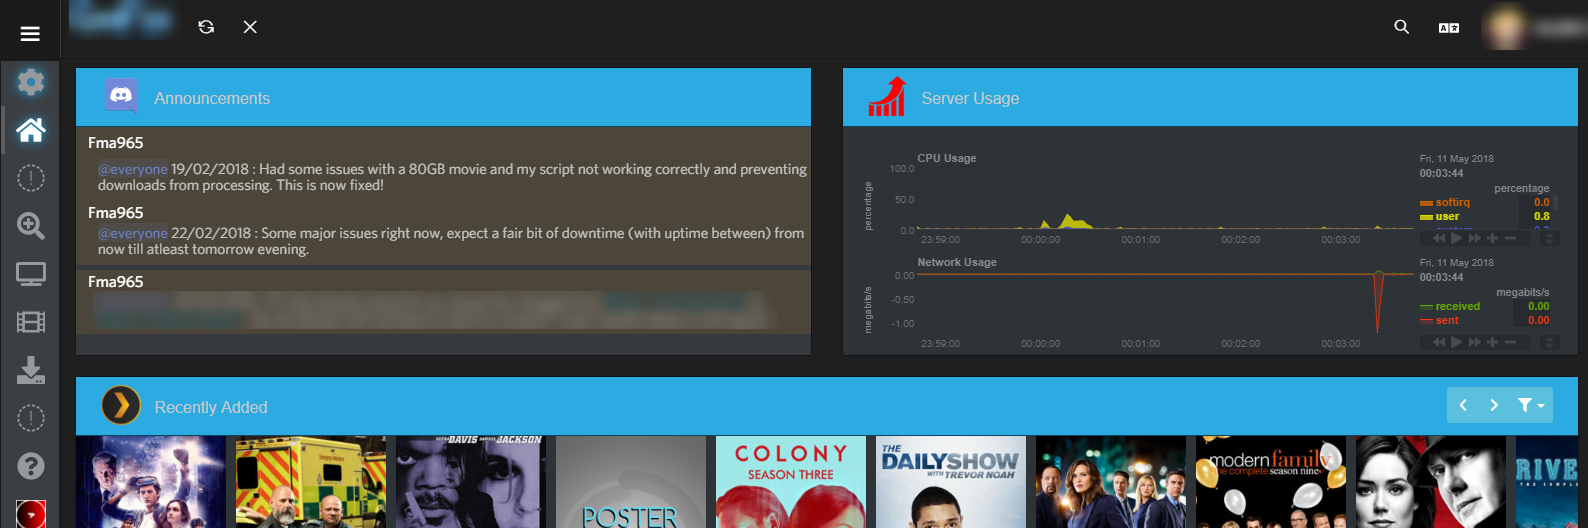 Announcements
Fma965
@everyone 19/02/2018 : Had some issues with a 80GB movie and my script not working correctly and preventing
downloads from processing. This is now fixed!
Fma965
@everyone 22/02/2018 : Some major issues right now, expect a fair bit of downtime (with uptime between) from
now till atleast tomorrow evening.
Fma965
Server Usage
CPU Usage
percentage
100.0
50.0
0.0
23:59:00 00:00:00 00:01:00 00:02:00 00:03:00
Fri, 11 May 2018
00:03:44
percentage
softirq 0.0
user 0.8
Network Usage
megabits/s
0.00
-0.50
-1.00
23:59:00 00:00:00 00:01:00 00:02:00 00:03:00
Fri, 11 May 2018
00:03:44
megabits/s
received 0.00
sent 0.00
Recently Added
DAVIS SAMUEL JACKSON
POSTER
COLONY
SEASON THREE
THE
DAILYSHOW
WITH TREVOR NOAH
modern family
the complete season nine
RIVE